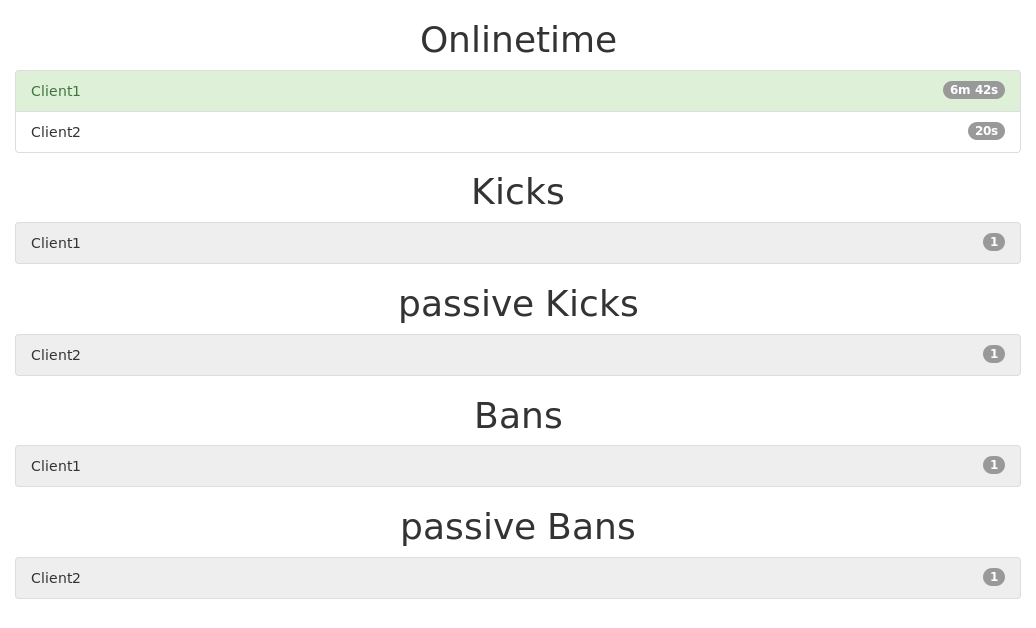 Onlinetime
Client1 6m 42s
Client2 20s
Kicks
Client1 1
passive Kicks
Client2 1
Bans
Client1 1
passive Bans
Client2 1